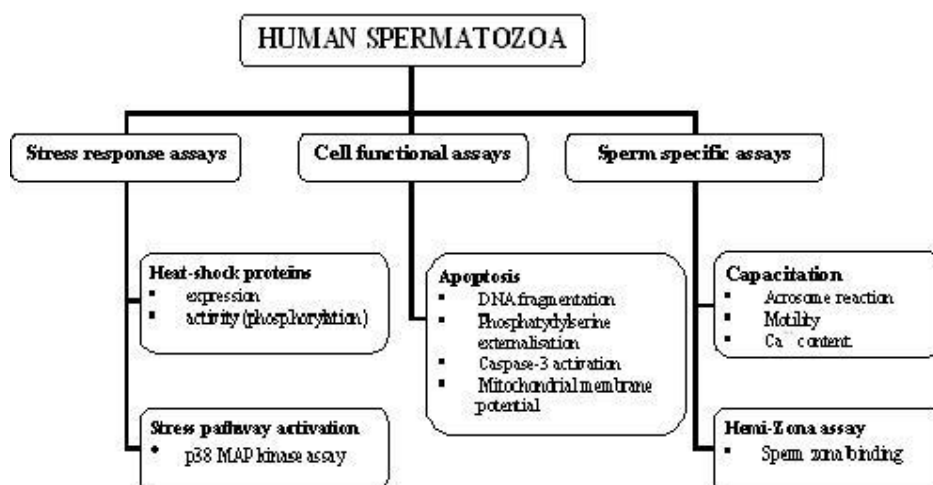 HUMAN SPERMATOZOA
Stress response assays
Cell functional assays
Sperm specific assays
Heat-shock proteins
▪ expression
▪ activity (phosphorylation)
Stress pathway activation
• p38 MAP kinase assay
Apoptosis
▪ DNA fragmentation
▪ Phosphatydylserine
externalisation
▪ Caspase-3 activation
▪ Mitochondrial membrane
potential
Capacitation
▪ Acrosome reaction
▪ Motility
▪ Ca content
Hemi-Zona assay
▪ Sperm zona binding